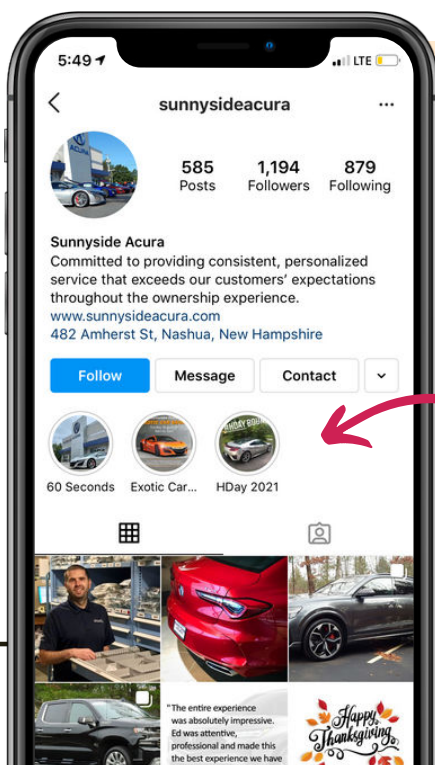 5:49
LTE
sunnysideacura
...
585
1,194
879
Posts
Followers
Following
Sunnyside Acura
Committed to providing consistent, personalized
service that exceeds our customers' expectations
throughout the ownership experience.
www.sunnysideacura.com
482 Amherst St, Nashua, New Hampshire
Follow
Message
Contact
60 Seconds
Exotic Car...
HDay 2021
"The entire experience
was absolutely impressive.
Ed was attentive,
professional and made this
the best experience we have
Happy
Thanksgiving